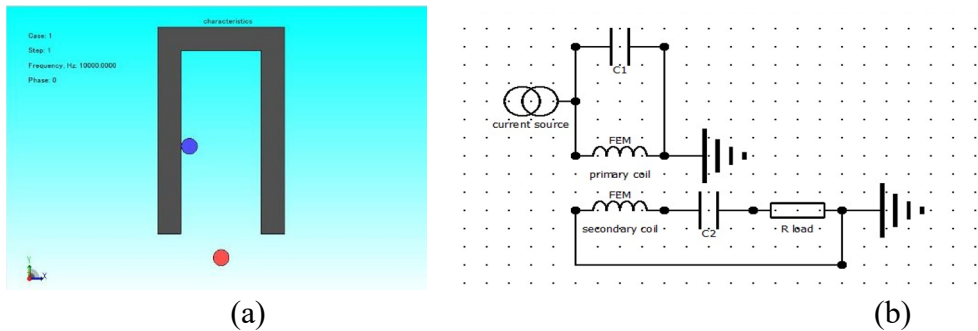 characteristics
Case: 1
Step: 1
Frequency, Hz: 10000.0000
Phase: 0
Y
X
(a)
C1
current source
FEM
primary coil
FEM
secondary coil
C2
R load
(b)